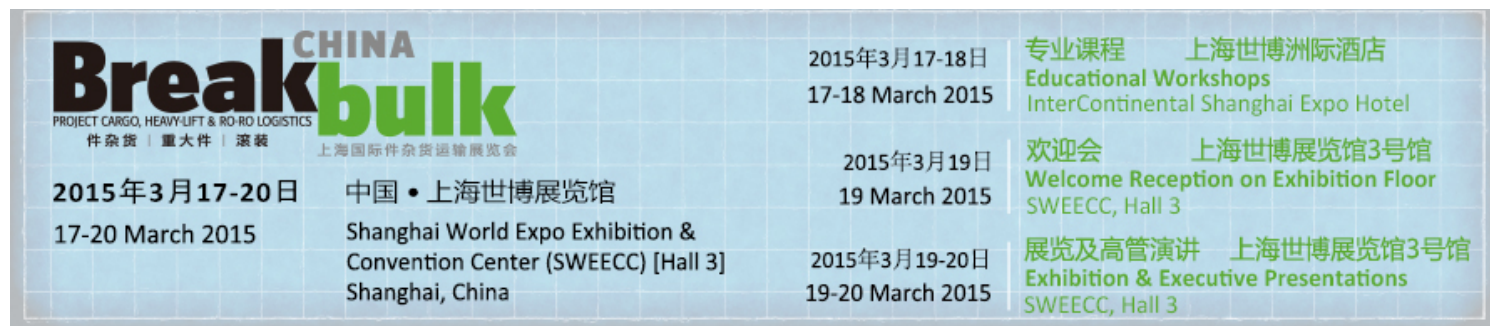 CHINA
Breakbulk
PROJECT CARGO, HEAVY-LIFT & RO-RO LOGISTICS
件杂货 | 重大件 | 滚装
上海国际件杂货运输展览会
2015年3月17-20日
17-20 March 2015
中国 • 上海世博展览馆
Shanghai World Expo Exhibition &
Convention Center (SWEECC) [Hall 3]
Shanghai, China
2015年3月17-18日
17-18 March 2015
专业课程 上海世博洲际酒店
Educational Workshops
InterContinental Shanghai Expo Hotel
2015年3月19日
19 March 2015
欢迎会 上海世博展览馆3号馆
Welcome Reception on Exhibition Floor
SWEECC, Hall 3
2015年3月19-20日
19-20 March 2015
展览及高管演讲 上海世博展览馆3号馆
Exhibition & Executive Presentations
SWEECC, Hall 3